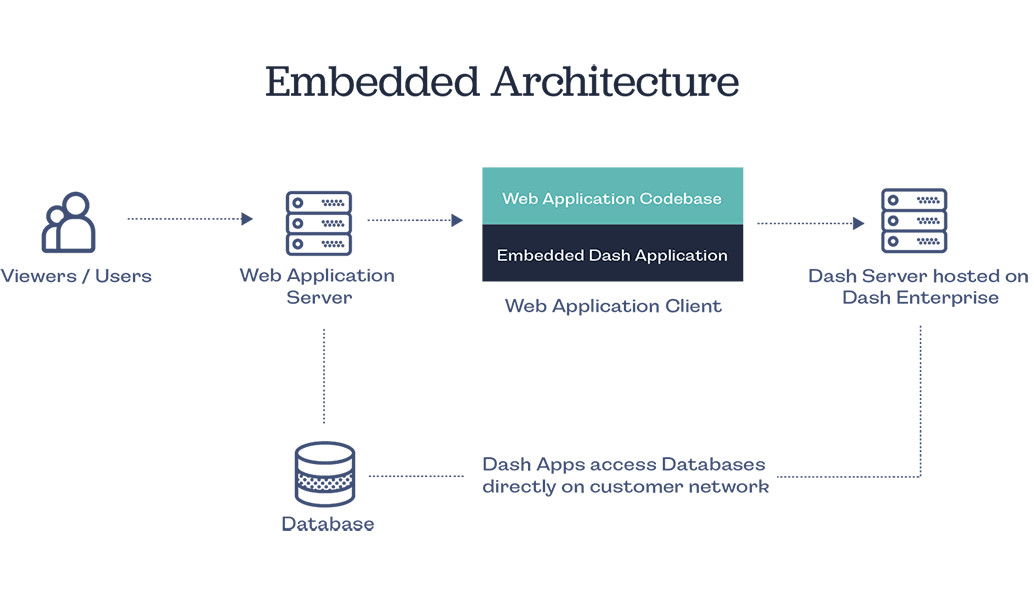 Embedded Architecture
Web Application Codebase
Embedded Dash Application
Viewers / Users
Web Application
Server
Web Application Client
Dash Server hosted on
Dash Enterprise
Dash Apps access Databases
directly on customer network
Database